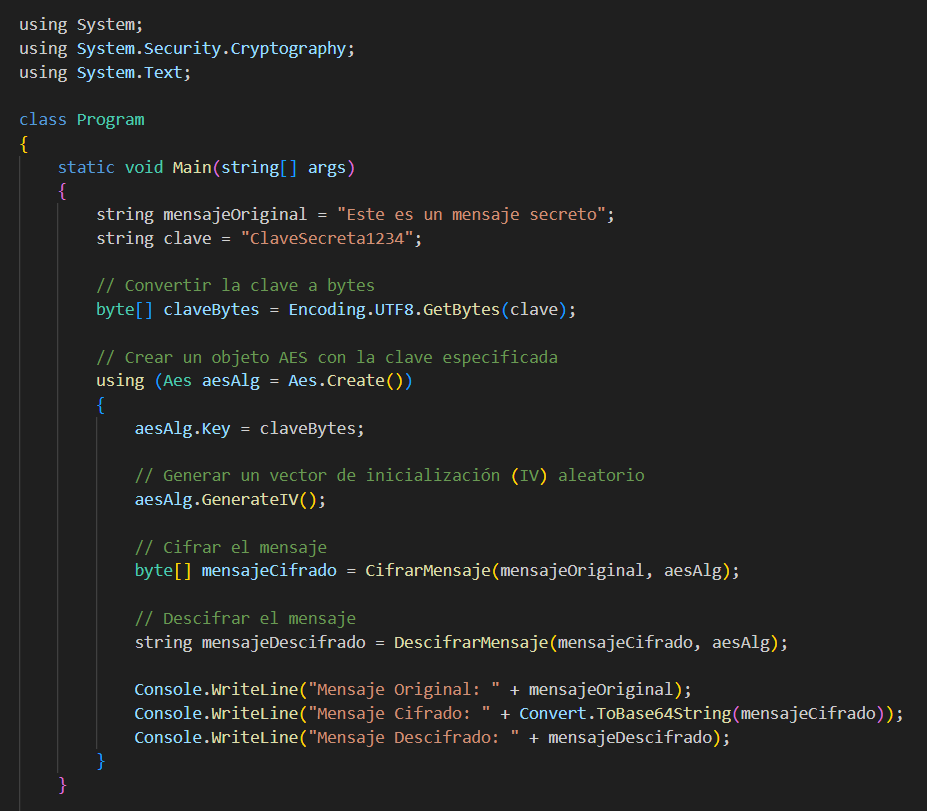 using System;
using System.Security.Cryptography;
using System.Text;

class Program
{
    static void Main(string[] args)
    {
        string mensajeOriginal = "Este es un mensaje secreto";
        string clave = "ClaveSecreta1234";

        // Convertir la clave a bytes
        byte[] claveBytes = Encoding.UTF8.GetBytes(clave);

        // Crear un objeto AES con la clave especificada
        using (Aes aesAlg = Aes.Create())
        {
            aesAlg.Key = claveBytes;

            // Generar un vector de inicialización (IV) aleatorio
            aesAlg.GenerateIV();

            // Cifrar el mensaje
            byte[] mensajeCifrado = CifrarMensaje(mensajeOriginal, aesAlg);

            // Descifrar el mensaje
            string mensajeDescifrado = DescifrarMensaje(mensajeCifrado, aesAlg);

            Console.WriteLine("Mensaje Original: " + mensajeOriginal);
            Console.WriteLine("Mensaje Cifrado: " + Convert.ToBase64String(mensajeCifrado));
            Console.WriteLine("Mensaje Descifrado: " + mensajeDescifrado);
        }
    }